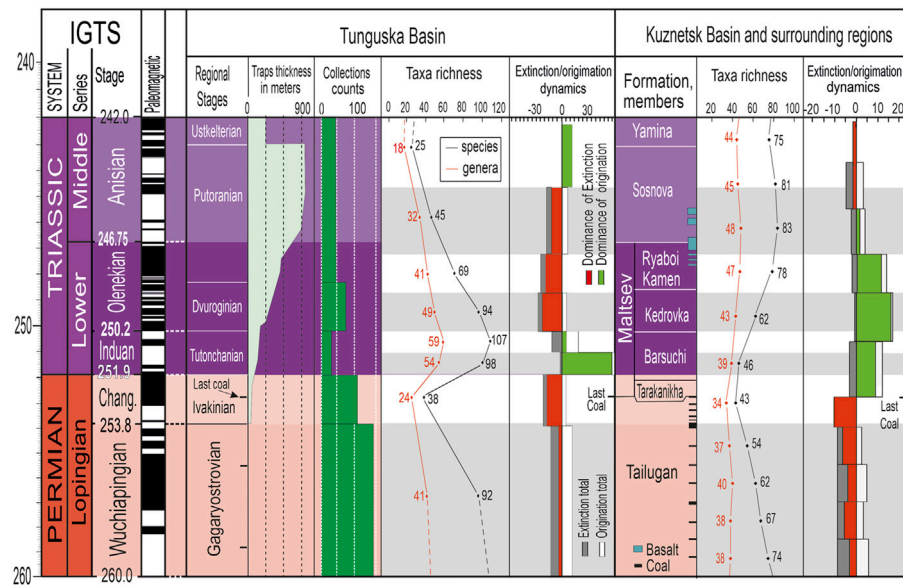 IGTS
Tunguska Basin
Kuznetsk Basin and surrounding regions
SYSTEM
Series
Stage
Paleomagnetic
Regional
Stages
Traps thickness
in meters
0 900
Collections
counts
0 100
Taxa richness
0 20 40 60 80 100 120
Extinction/origination
dynamics
-30 0 30
Formation,
members
Taxa richness
20 40 60 80 100
Extinction/origination
dynamics
-20 -10 0 10
240
250
260
TRIASSIC
PERMIAN
Middle
Lower
Lopingian
242.0
Anisian
246.75
Olenekian
250.2
Induan
251.9
Chang.
253.8
Wuchiapingian
260.0
Ustkelterian
Putoranian
Dvuroginian
Tutonchanian
Last coal
Ivakinian
Gagaryostrovian
species
genera
18 25
32 45
41 69
49 94
59 107
54 98
24 38
41 92
Dominance of Extinction
Dominance of origination
Extinction total
Origination total
Yamina
Sosnova
Maltsev
Ryaboi
Kamen
Kedrovka
Barsuchi
Tarakanikha
Tailugan
Basalt
Coal
44 75
45 81
48 83
47 78
43 62
39 46
34 43
37 54
40 62
38 67
38 74
Last
Coal
Last
Coal